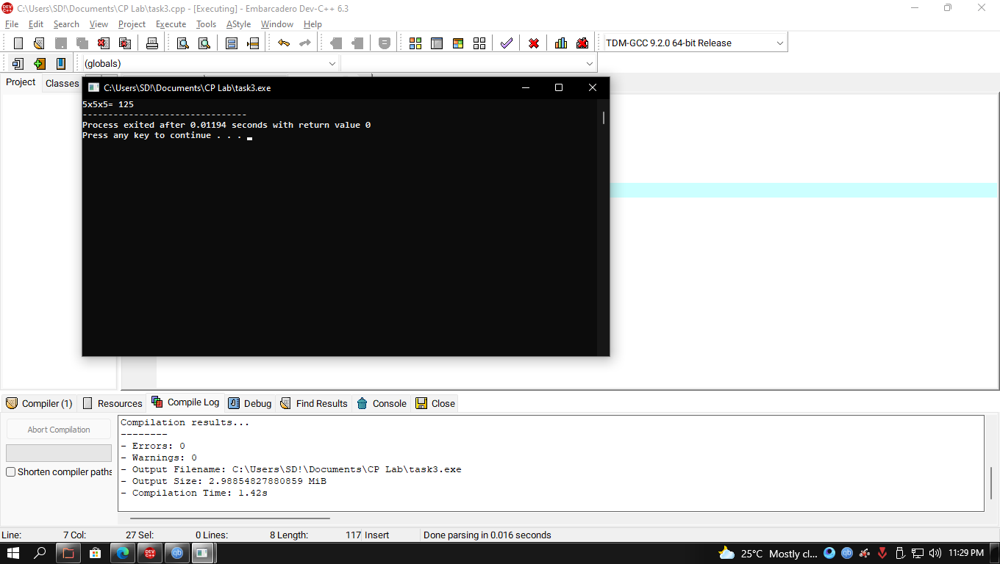 C:\Users\SD!\Documents\CP Lab\task3.cpp - [Executing] - Embarcadero Dev-C++ 6.3
File Edit Search View Project Execute Tools AStyle Window Help
TDM-GCC 9.2.0 64-bit Release
(globals)
Project Classes
C:\Users\SD!\Documents\CP Lab\task3.exe
5x5x5= 125
--------------------------------
Process exited after 0.01194 seconds with return value 0
Press any key to continue . . .
Compiler (1) Resources Compile Log Debug Find Results Console Close
Abort Compilation
Shorten compiler paths
Compilation results...
--------
- Errors: 0
- Warnings: 0
- Output Filename: C:\Users\SD!\Documents\CP Lab\task3.exe
- Output Size: 2.98854827880859 MiB
- Compilation Time: 1.42s
Line: 7 Col: 27 Sel: 0 Lines: 8 Length: 117 Insert Done parsing in 0.016 seconds
25°C Mostly cl... 11:29 PM